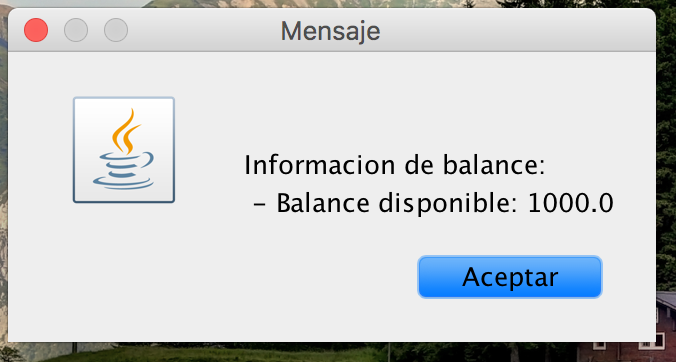 Mensaje
Informacion de balance:
- Balance disponible: 1000.0
Aceptar